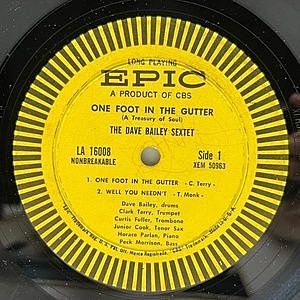 LONG PLAYING
EPIC
A PRODUCT OF CBS
ONE FOOT IN THE GUTTER
(A Treasury of Soul)
THE DAVE BAILEY SEXTET
LA 16008
NONBREAKABLE
Side 1
XEM 50963
1. ONE FOOT IN THE GUTTER - C. Terry -
2. WELL YOU NEEDN'T - T. Monk -
Dave Bailey, drums
Clark Terry, Trumpet
Curtis Fuller, Trombone
Junior Cook, Tenor Sax
Horace Parlan, Piano
Peck Morrison, Bass